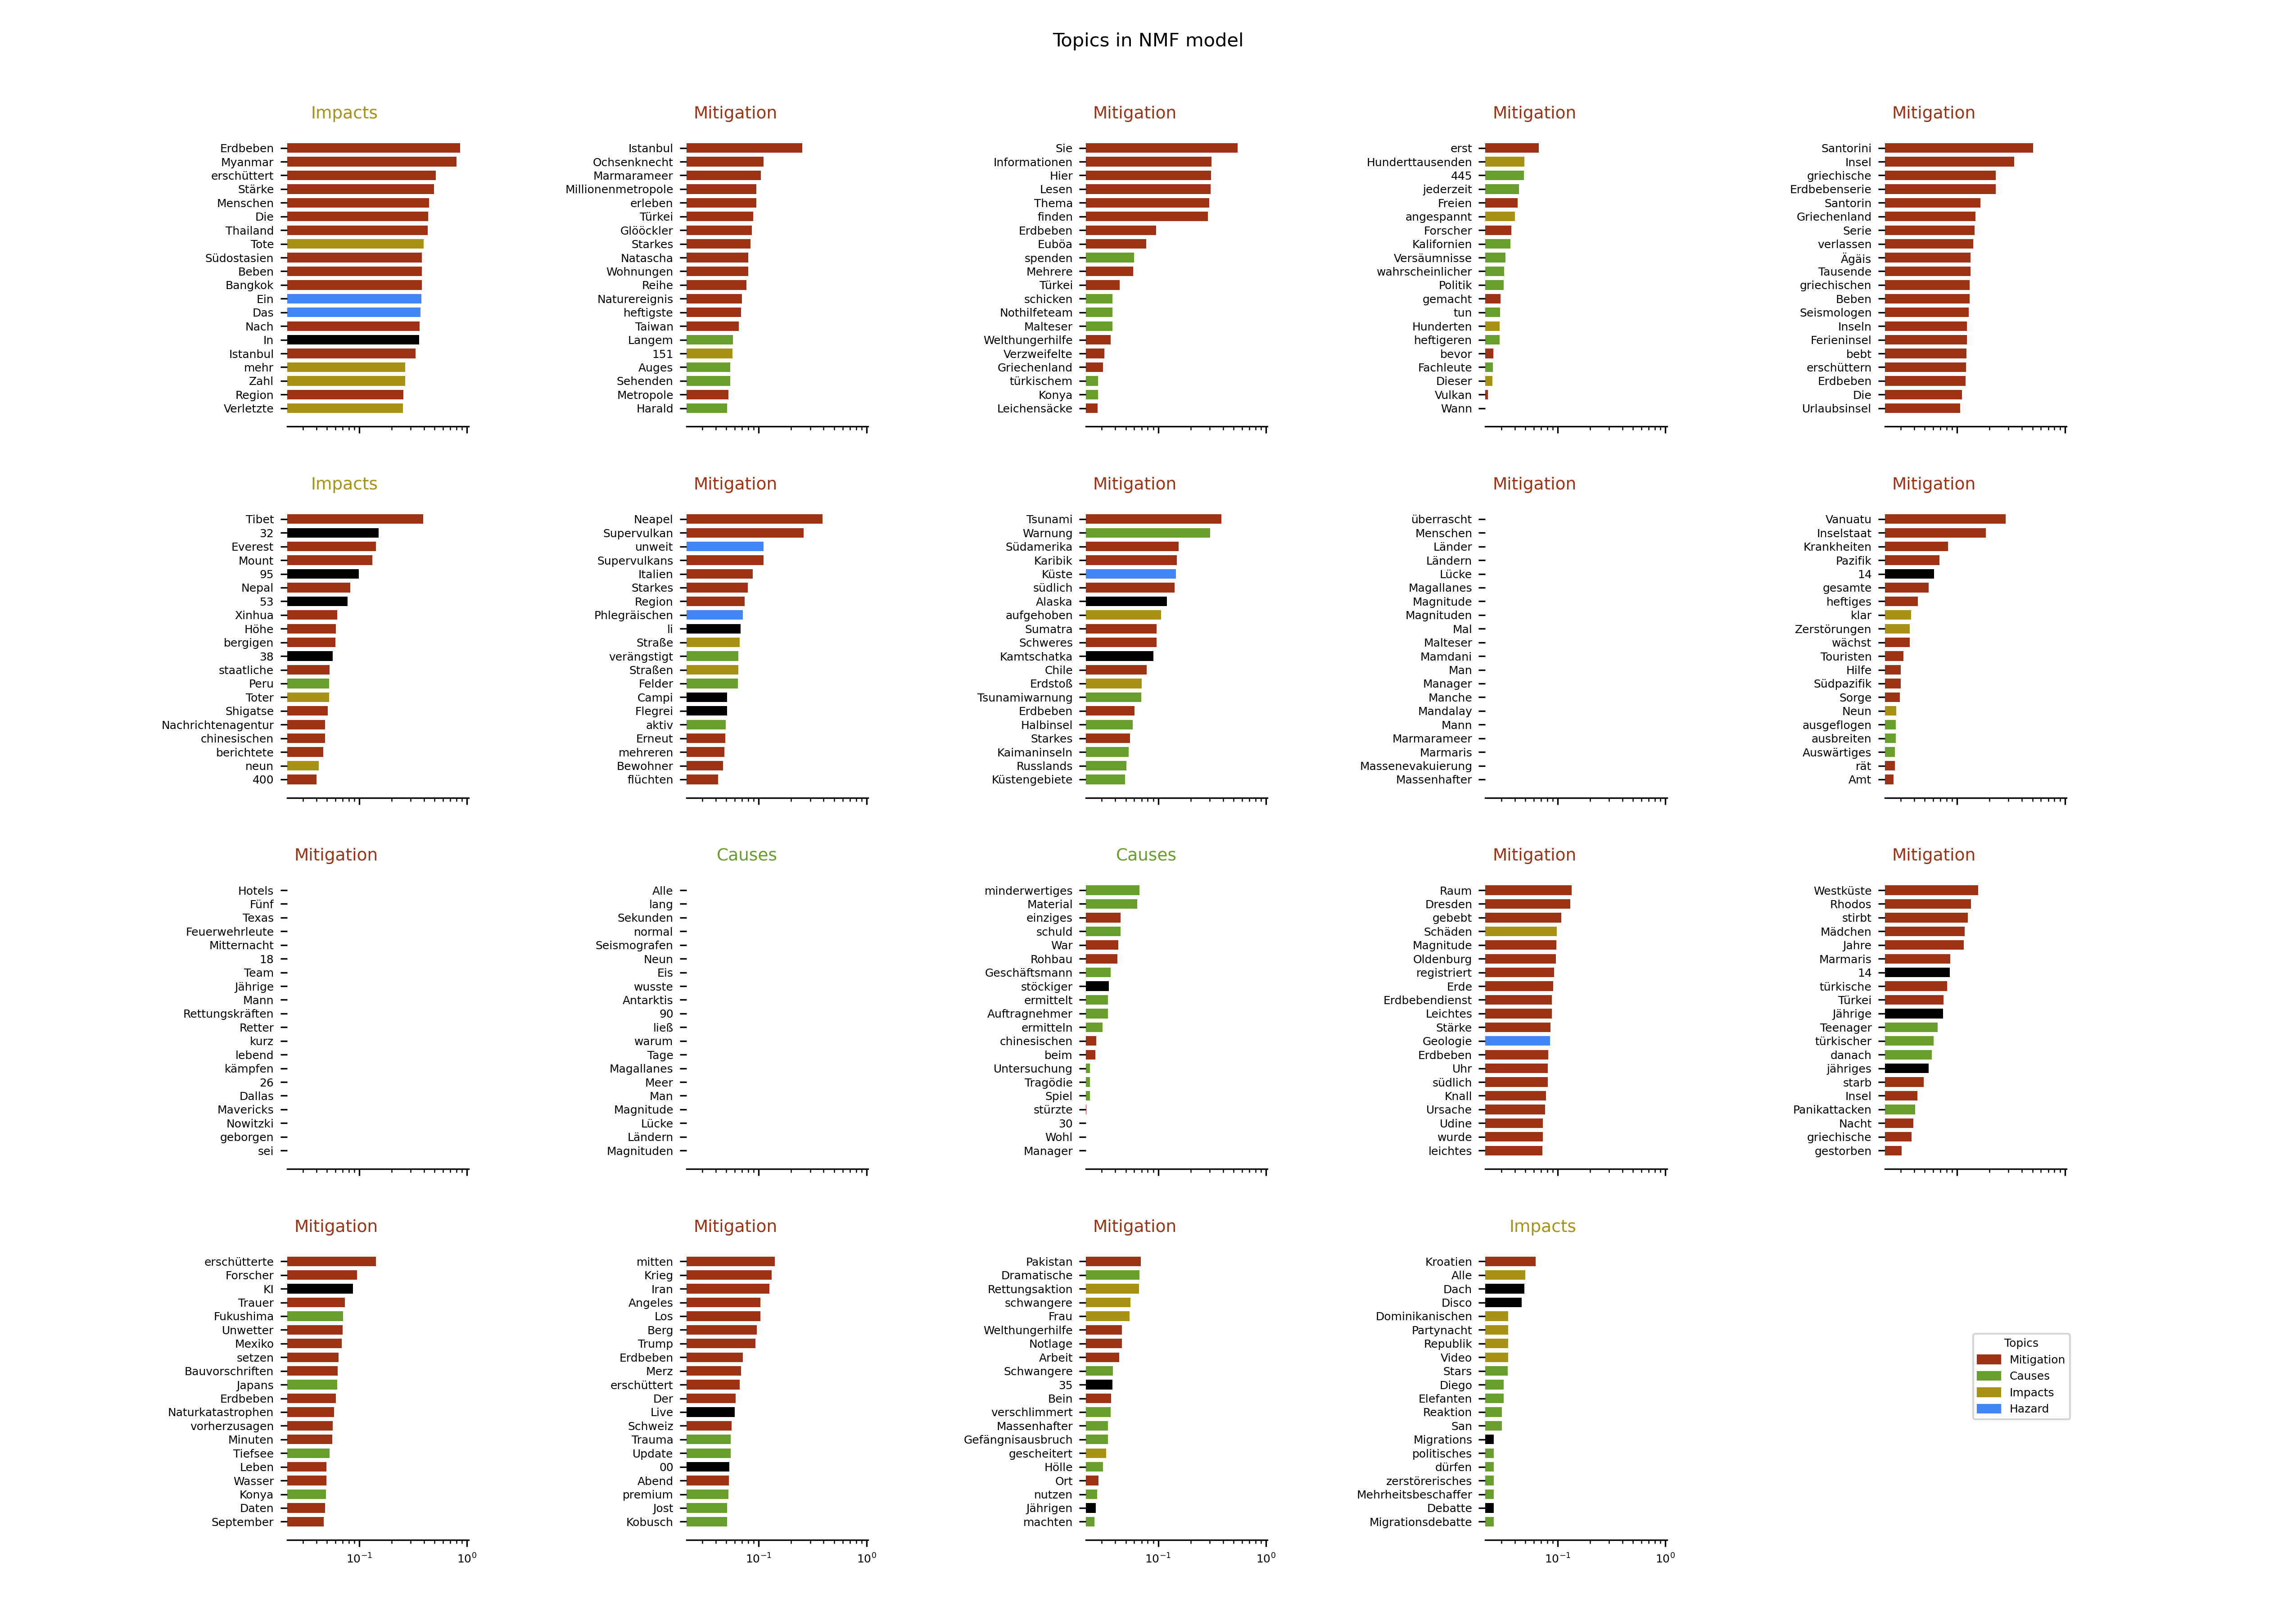 Topics in NMF model
Impacts
Erdbeben
Myanmar
erschüttert
Stärke
Menschen
Die
Thailand
Tote
Südostasien
Beben
Bangkok
Ein
Das
Nach
In
Istanbul
mehr
Zahl
Region
Verletzte
Mitigation
Istanbul
Ochsenknecht
Marmarameer
Millionenmetropole
erleben
Türkei
Glööckler
Starkes
Natascha
Wohnungen
Reihe
Naturereignis
heftigste
Taiwan
Langem
151
Auges
Sehenden
Metropole
Harald
Mitigation
Sie
Informationen
Hier
Lesen
Thema
finden
Erdbeben
Euböa
spenden
Mehrere
Türkei
schicken
Nothilfeteam
Malteser
Welthungerhilfe
Verzweifelte
Griechenland
türkischem
Konya
Leichensäcke
Mitigation
erst
Hunderttausenden
445
jederzeit
Freien
angespannt
Forscher
Kalifornien
Versäumnisse
wahrscheinlicher
Politik
gemacht
tun
Hunderten
heftigeren
bevor
Fachleute
Dieser
Vulkan
Wann
Mitigation
Santorini
Insel
griechische
Erdbebenserie
Santorin
Griechenland
Serie
verlassen
Ägäis
Tausende
griechischen
Beben
Seismologen
Inseln
Ferieninsel
bebt
erschüttern
Erdbeben
Die
Urlaubsinsel
Impacts
Tibet
32
Everest
Mount
95
Nepal
53
Xinhua
Höhe
bergigen
38
staatliche
Peru
Toter
Shigatse
Nachrichtenagentur
chinesischen
berichtete
neun
400
Mitigation
Neapel
Supervulkan
unweit
Supervulkans
Italien
Starkes
Region
Phlegräischen
li
Straße
verängstigt
Straßen
Felder
Campi
Flegrei
aktiv
Erneut
mehreren
Bewohner
flüchten
Mitigation
Tsunami
Warnung
Südamerika
Karibik
Küste
südlich
Alaska
aufgehoben
Sumatra
Schweres
Kamtschatka
Chile
Erdstoß
Tsunamiwarnung
Erdbeben
Halbinsel
Starkes
Kaimaninseln
Russlands
Küstengebiete
Mitigation
überrascht
Menschen
Länder
Ländern
Lücke
Magallanes
Magnitude
Magnituden
Mal
Malteser
Mamdani
Man
Manager
Manche
Mandalay
Mann
Marmarameer
Marmaris
Massenevakuierung
Massenhafter
Mitigation
Vanuatu
Inselstaat
Krankheiten
Pazifik
14
gesamte
heftiges
klar
Zerstörungen
wächst
Touristen
Hilfe
Südpazifik
Sorge
Neun
ausgeflogen
ausbreiten
Auswärtiges
rät
Amt
Mitigation
Hotels
Fünf
Texas
Feuerwehrleute
Mitternacht
18
Team
Jährige
Mann
Rettungskräften
Retter
kurz
lebend
kämpfen
26
Dallas
Mavericks
Nowitzki
geborgen
sei
Causes
Alle
lang
Sekunden
normal
Seismografen
Neun
Eis
wusste
Antarktis
90
ließ
warum
Tage
Magallanes
Meer
Man
Magnitude
Lücke
Ländern
Magnituden
Causes
minderwertiges
Material
einziges
schuld
War
Rohbau
Geschäftsmann
stöckiger
ermittelt
Auftragnehmer
ermitteln
chinesischen
beim
Untersuchung
Tragödie
Spiel
stürzte
30
Wohl
Manager
Mitigation
Raum
Dresden
gebebt
Schäden
Magnitude
Oldenburg
registriert
Erde
Erdbebendienst
Leichtes
Stärke
Geologie
Erdbeben
Uhr
südlich
Knall
Ursache
Udine
wurde
leichtes
Mitigation
Westküste
Rhodos
stirbt
Mädchen
Jahre
Marmaris
14
türkische
Türkei
Jährige
Teenager
türkischer
danach
jähriges
starb
Insel
Panikattacken
Nacht
griechische
gestorben
Mitigation
erschütterte
Forscher
KI
Trauer
Fukushima
Unwetter
Mexiko
setzen
Bauvorschriften
Japans
Erdbeben
Naturkatastrophen
vorherzusagen
Minuten
Tiefsee
Leben
Wasser
Konya
Daten
September
10⁻¹ 10⁰
Mitigation
mitten
Krieg
Iran
Angeles
Los
Berg
Trump
Erdbeben
Merz
erschüttert
Der
Live
Schweiz
Trauma
Update
00
Abend
premium
Jost
Kobusch
10⁻¹ 10⁰
Mitigation
Pakistan
Dramatische
Rettungsaktion
schwangere
Frau
Welthungerhilfe
Notlage
Arbeit
Schwangere
35
Bein
verschlimmert
Massenhafter
Gefängnisausbruch
gescheitert
Hölle
Ort
nutzen
Jährigen
machten
10⁻¹ 10⁰
Impacts
Kroatien
Alle
Dach
Disco
Dominikanischen
Partynacht
Republik
Video
Stars
Diego
Elefanten
Reaktion
San
Migrations
politisches
dürfen
zerstörerisches
Mehrheitsbeschaffer
Debatte
Migrationsdebatte
10⁻¹ 10⁰
Topics
Mitigation
Causes
Impacts
Hazard